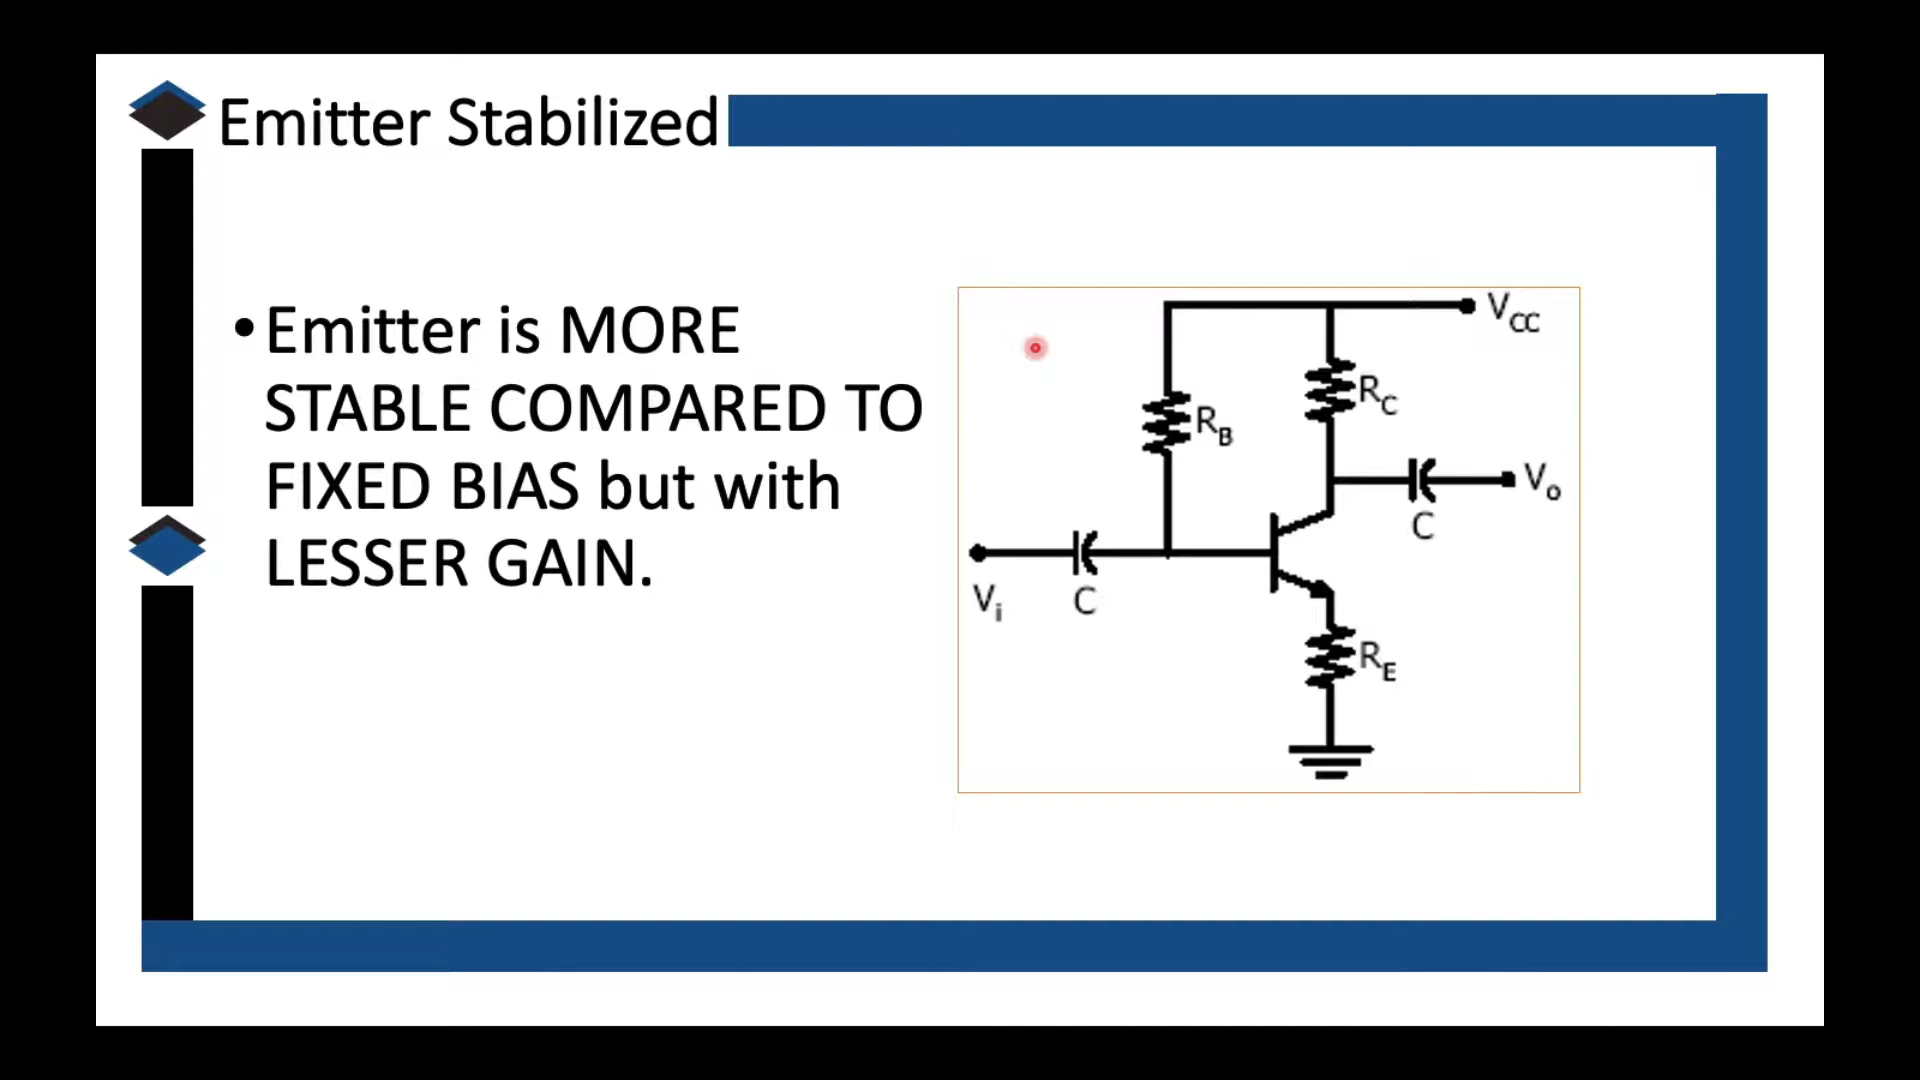 Emitter Stabilized
•Emitter is MORE
STABLE COMPARED TO
FIXED BIAS but with
LESSER GAIN.
VCC
RC
RB
Vo
C
Vi
C
RE